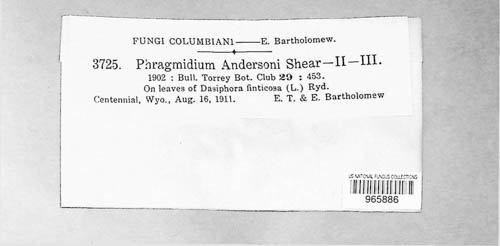 FUNGI COLUMBIANI—E. Bartholomew.
3725. Phragmidium Andersoni Shear—II—III.
1902 : Bull. Torrey Bot. Club 29 : 453.
On leaves of Dasiphora finticosa (L.) Ryd.
Centennial, Wyo., Aug. 16, 1911. E. T. & E. Bartholomew
US NATIONAL FUNGUS COLLECTIONS
965886